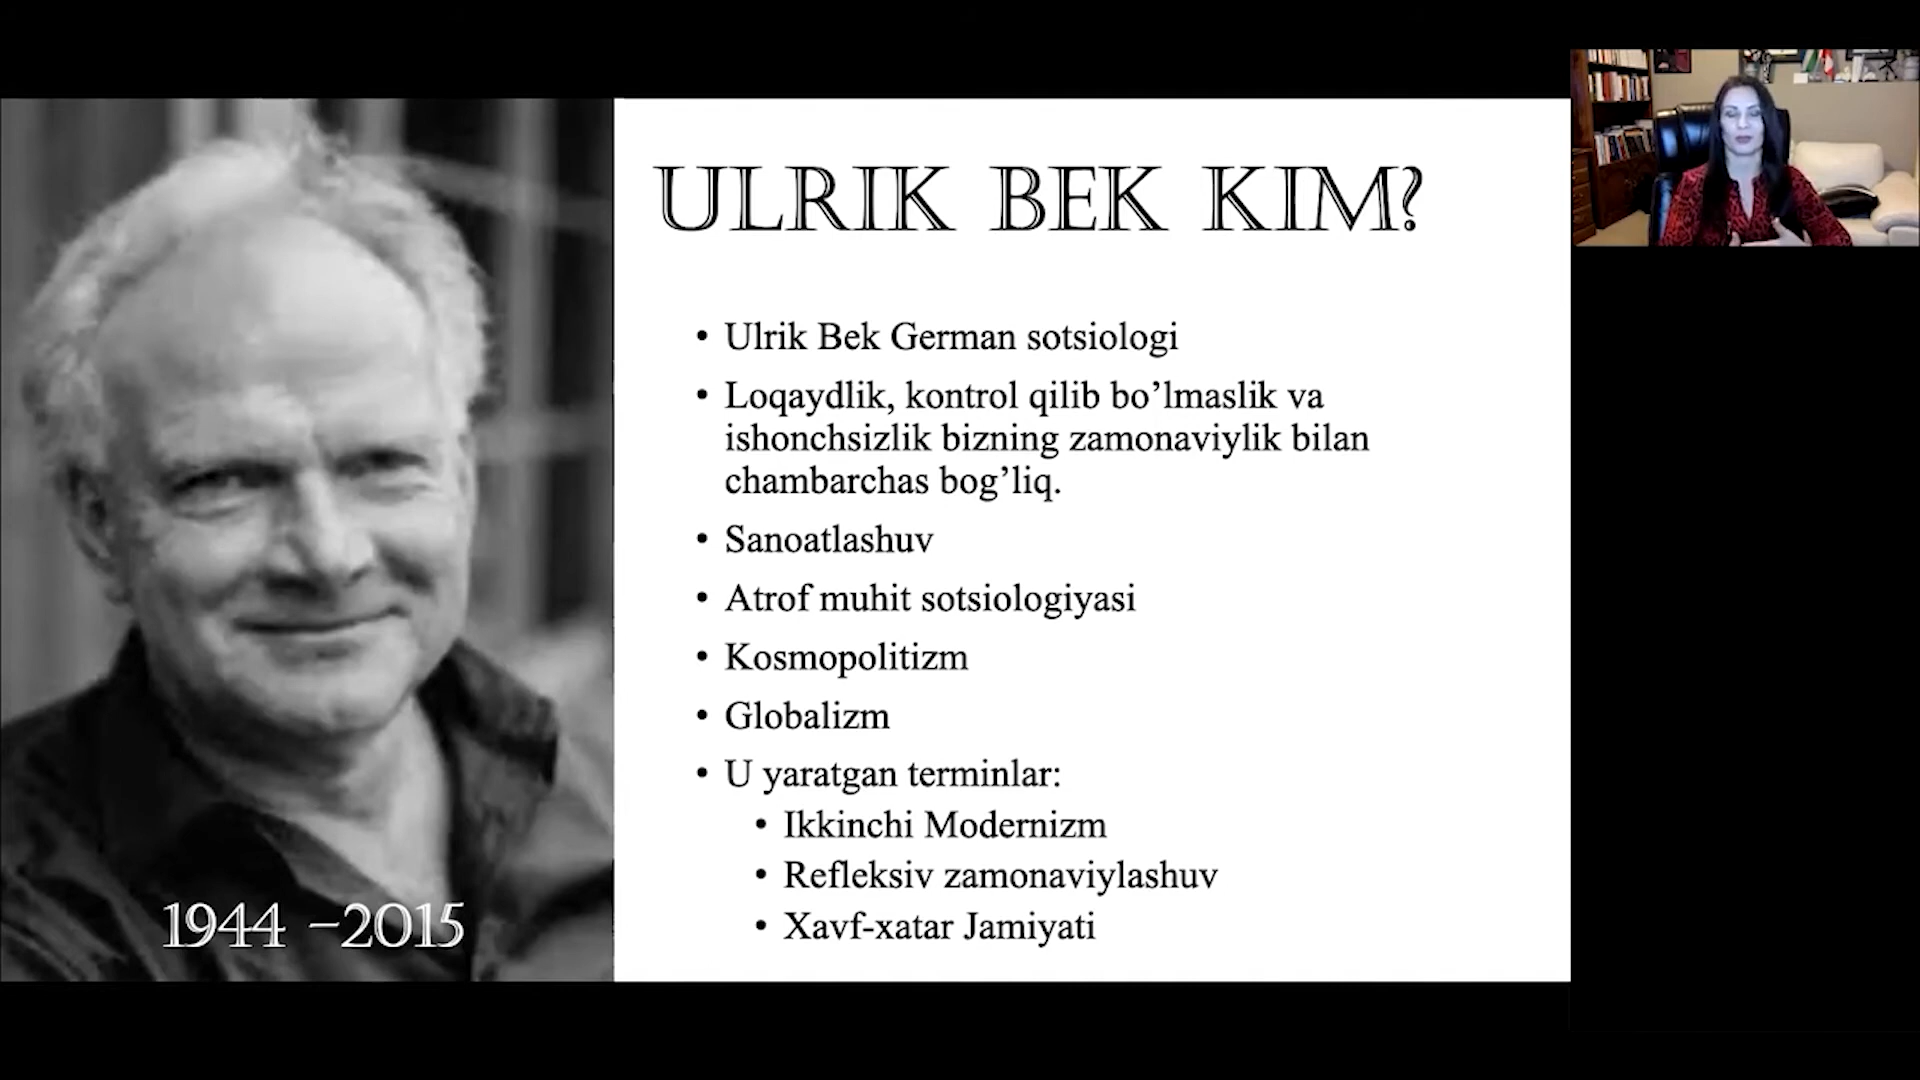 ULRIK BEK KIM?
• Ulrik Bek German sotsiologi
• Loqaydlik, kontrol qilib bo’lmaslik va
ishonchsizlik bizning zamonaviylik bilan
chambarchas bog’liq.
• Sanoatlashuv
• Atrof muhit sotsiologiyasi
• Kosmopolitizm
• Globalizm
• U yaratgan terminlar:
• Ikkinchi Modernizm
• Refleksiv zamonaviylashuv
• Xavf-xatar Jamiyati
1944 –2015